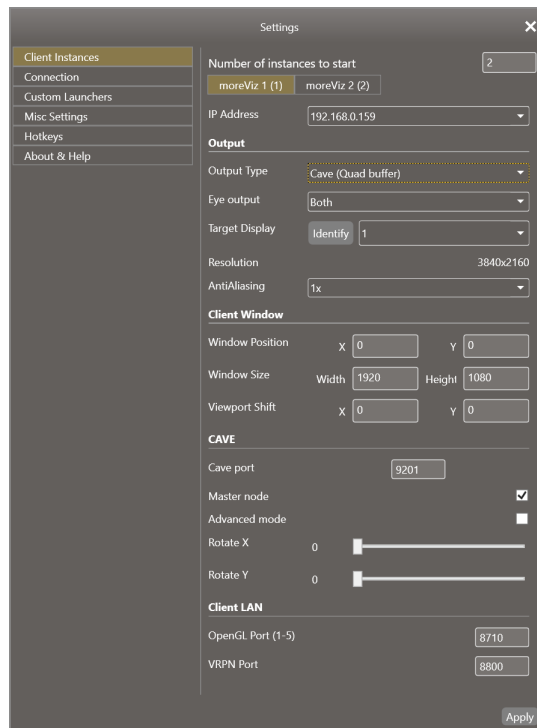 Settings
Client Instances
Connection
Custom Launchers
Misc Settings
Hotkeys
About & Help
Number of instances to start 2
moreViz 1 (1) moreViz 2 (2)
IP Address 192.168.0.159
Output
Output Type Cave (Quad buffer)
Eye output Both
Target Display Identify 1
Resolution 3840x2160
AntiAliasing 1x
Client Window
Window Position X 0 Y 0
Window Size Width 1920 Height 1080
Viewport Shift X 0 Y 0
CAVE
Cave port 9201
Master node
Advanced mode
Rotate X 0
Rotate Y 0
Client LAN
OpenGL Port (1-5) 8710
VRPN Port 8800
Apply